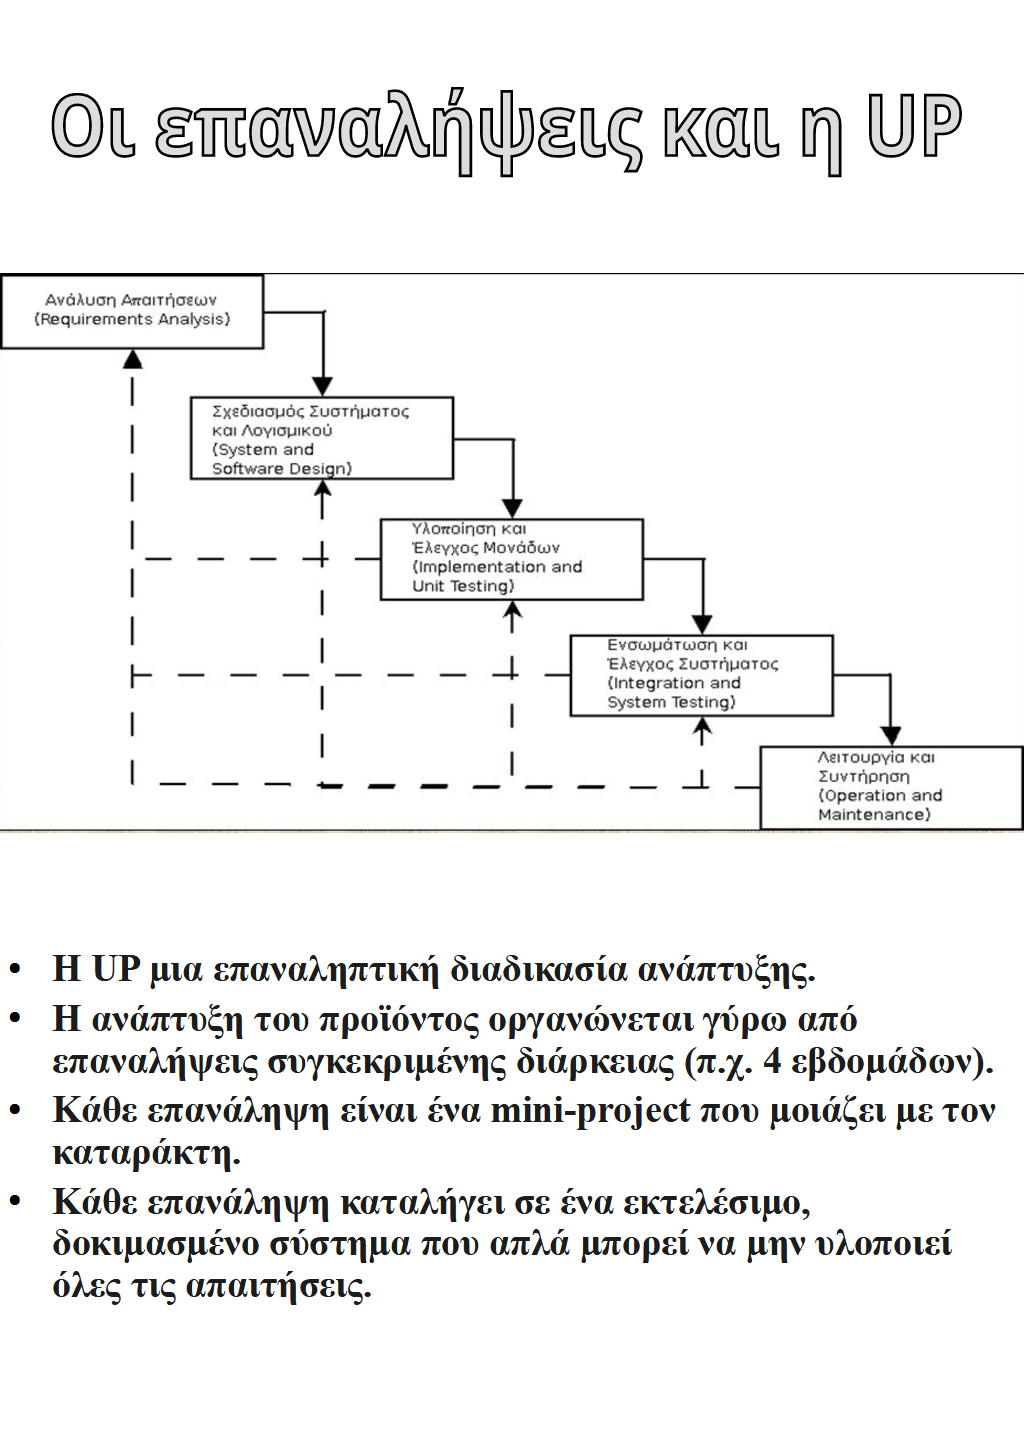 Οι επαναλήψεις και η UP
Ανάλυση Απαιτήσεων
(Requirements Analysis)
Σχεδιασμός Συστήματος
και Λογισμικού
(System and
Software Design)
Υλοποίηση και
Έλεγχος Μονάδων
(Implementation and
Unit Testing)
Ενσωμάτωση και
Έλεγχος Συστήματος
(Integration and
System Testing)
Λειτουργία και
Συντήρηση
(Operation and
Maintenance)
• Η UP μια επαναληπτική διαδικασία ανάπτυξης.
• Η ανάπτυξη του προϊόντος οργανώνεται γύρω από
επαναλήψεις συγκεκριμένης διάρκειας (π.χ. 4 εβδομάδων).
• Κάθε επανάληψη είναι ένα mini-project που μοιάζει με τον
καταράκτη.
• Κάθε επανάληψη καταλήγει σε ένα εκτελέσιμο,
δοκιμασμένο σύστημα που απλά μπορεί να μην υλοποιεί
όλες τις απαιτήσεις.